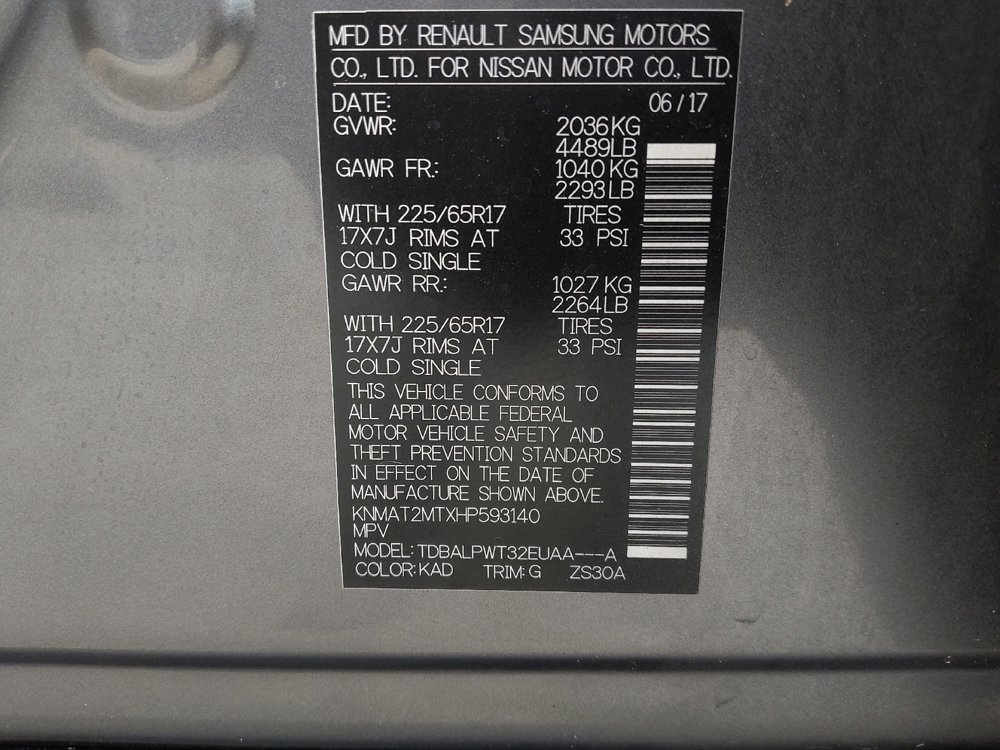 MFD BY RENAULT SAMSUNG MOTORS
CO., LTD. FOR NISSAN MOTOR CO., LTD.
DATE: 06/17
GVWR: 2036KG
4489LB
GAWR FR.: 1040KG
2293LB
WITH 225/65R17 TIRES
17X7J RIMS AT 33 PSI
COLD SINGLE
GAWR RR.: 1027KG
2264LB
WITH 225/65R17 TIRES
17X7J RIMS AT 33 PSI
COLD SINGLE
THIS VEHICLE CONFORMS TO
ALL APPLICABLE FEDERAL
MOTOR VEHICLE SAFETY AND
THEFT PREVENTION STANDARDS
IN EFFECT ON THE DATE OF
MANUFACTURE SHOWN ABOVE.
KNMAT2MTXHP593140
MPV
MODEL: TDBALPWT32EUAA---A
COLOR: KAD TRIM: G ZS30A